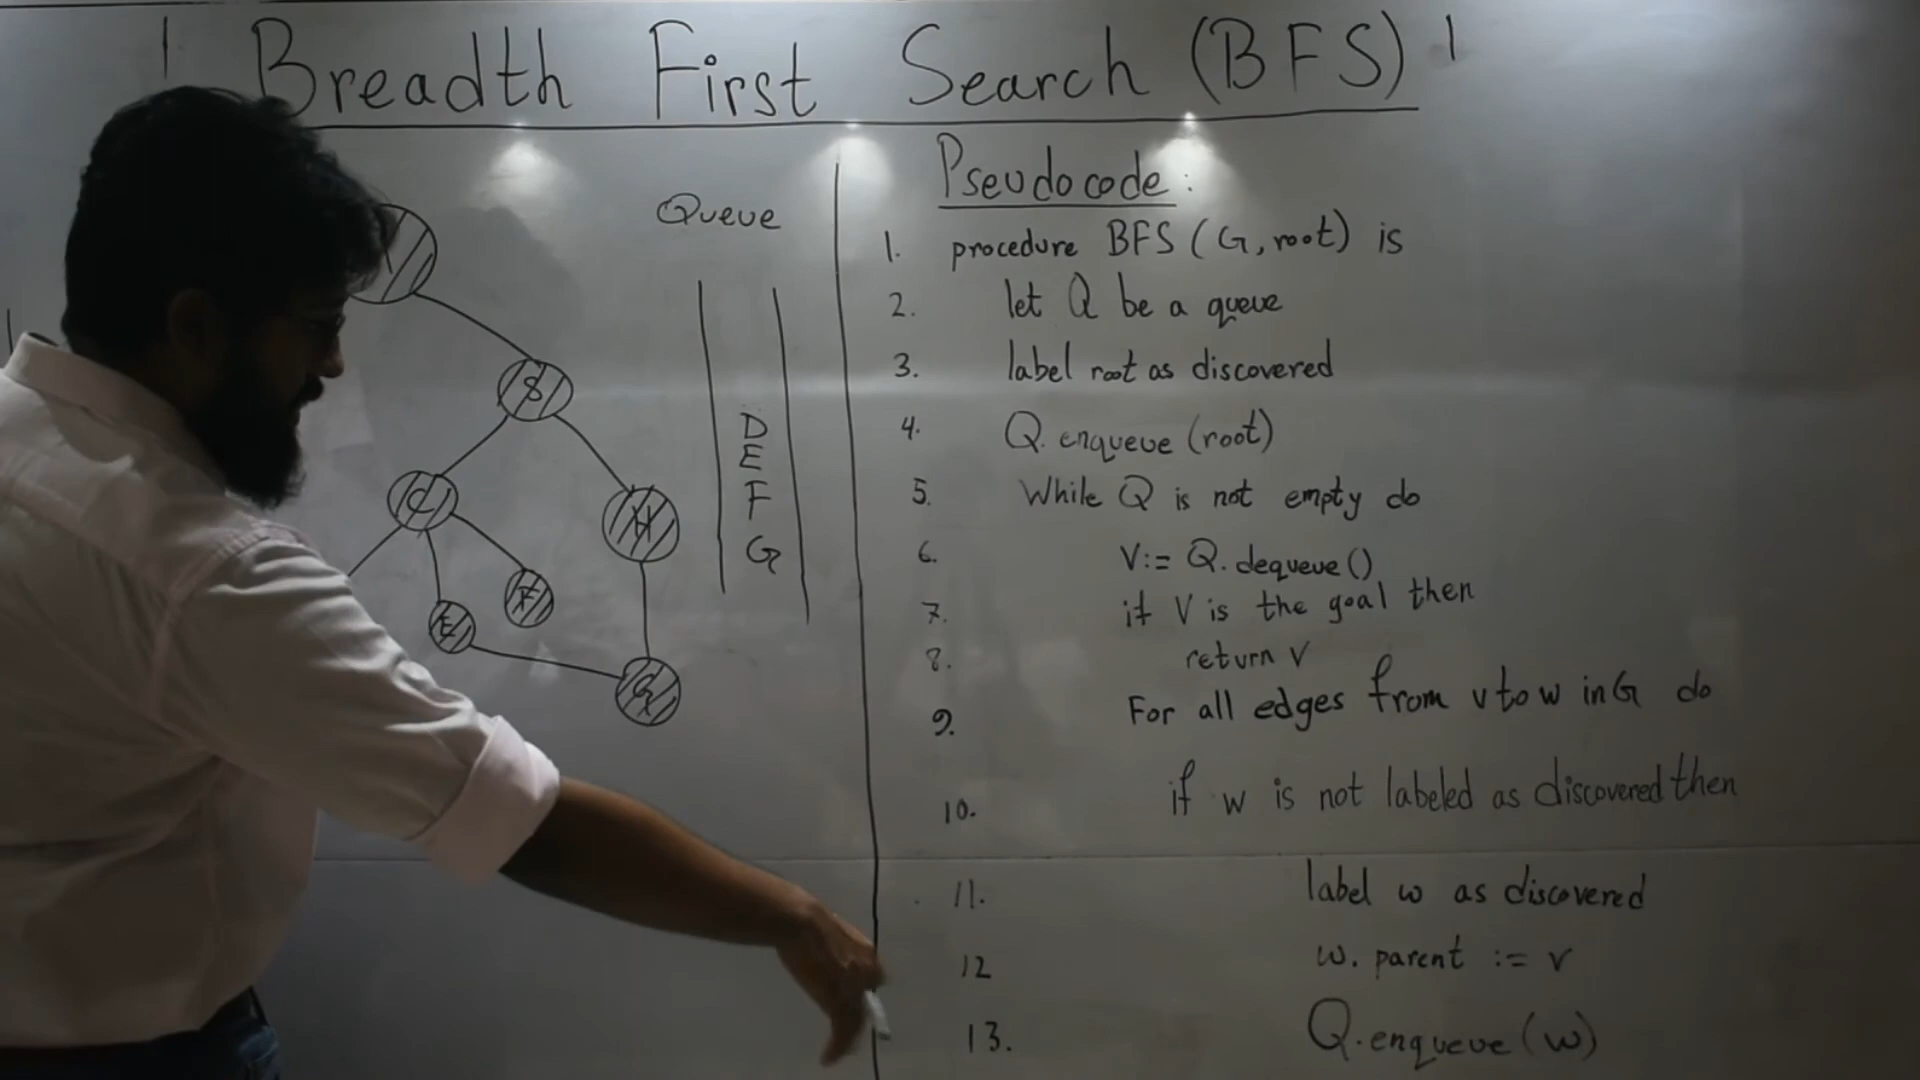 Breadth First Search (BFS)
Queue
S
C
H
F
E
G
D
E
F
G
Pseudocode:
1. procedure BFS (G, root) is
2. let Q be a queue
3. label root as discovered
4. Q. enqueue (root)
5. While Q is not empty do
6. V:= Q. dequeue ()
7. if V is the goal then
8. return V
9. For all edges from v to w in G do
10. if w is not labeled as discovered then
11. label w as discovered
12 w. parent := v
13. Q. enqueue (w)